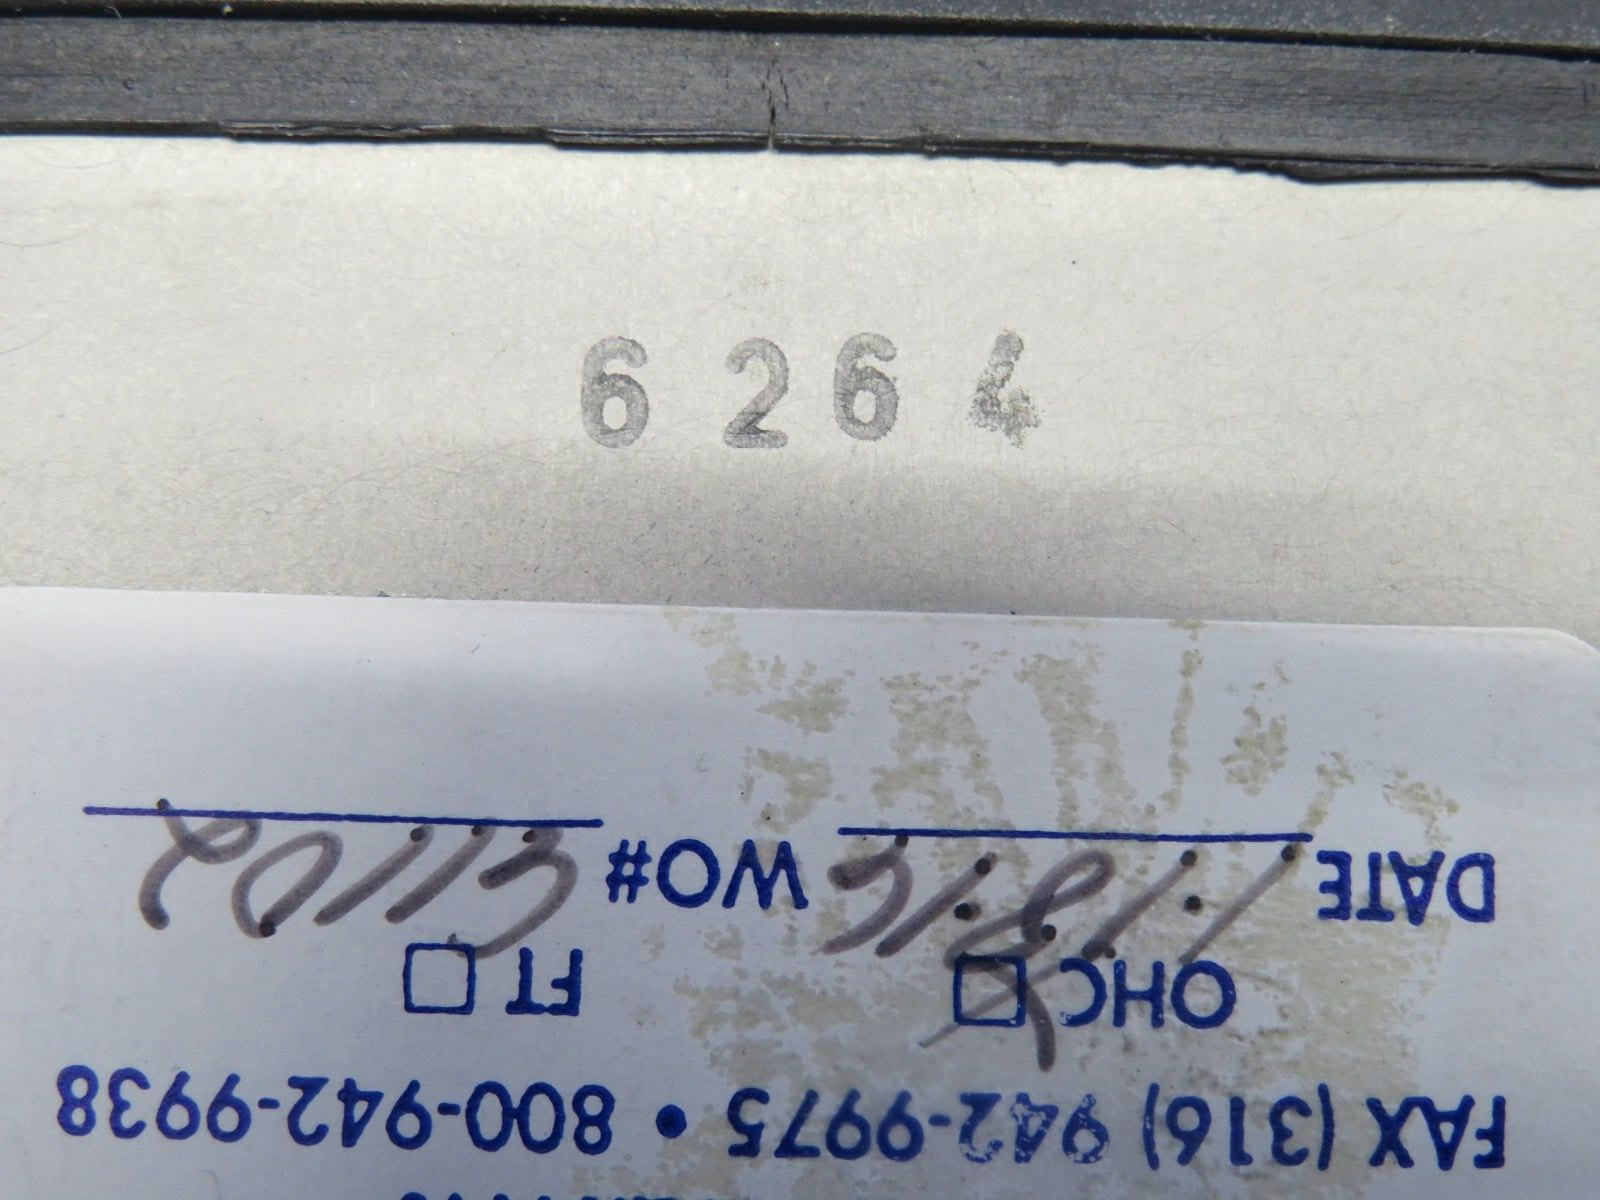 6264
FAX (316) 942-9975 • 800-942-9938
OHC FT
DATE WO#